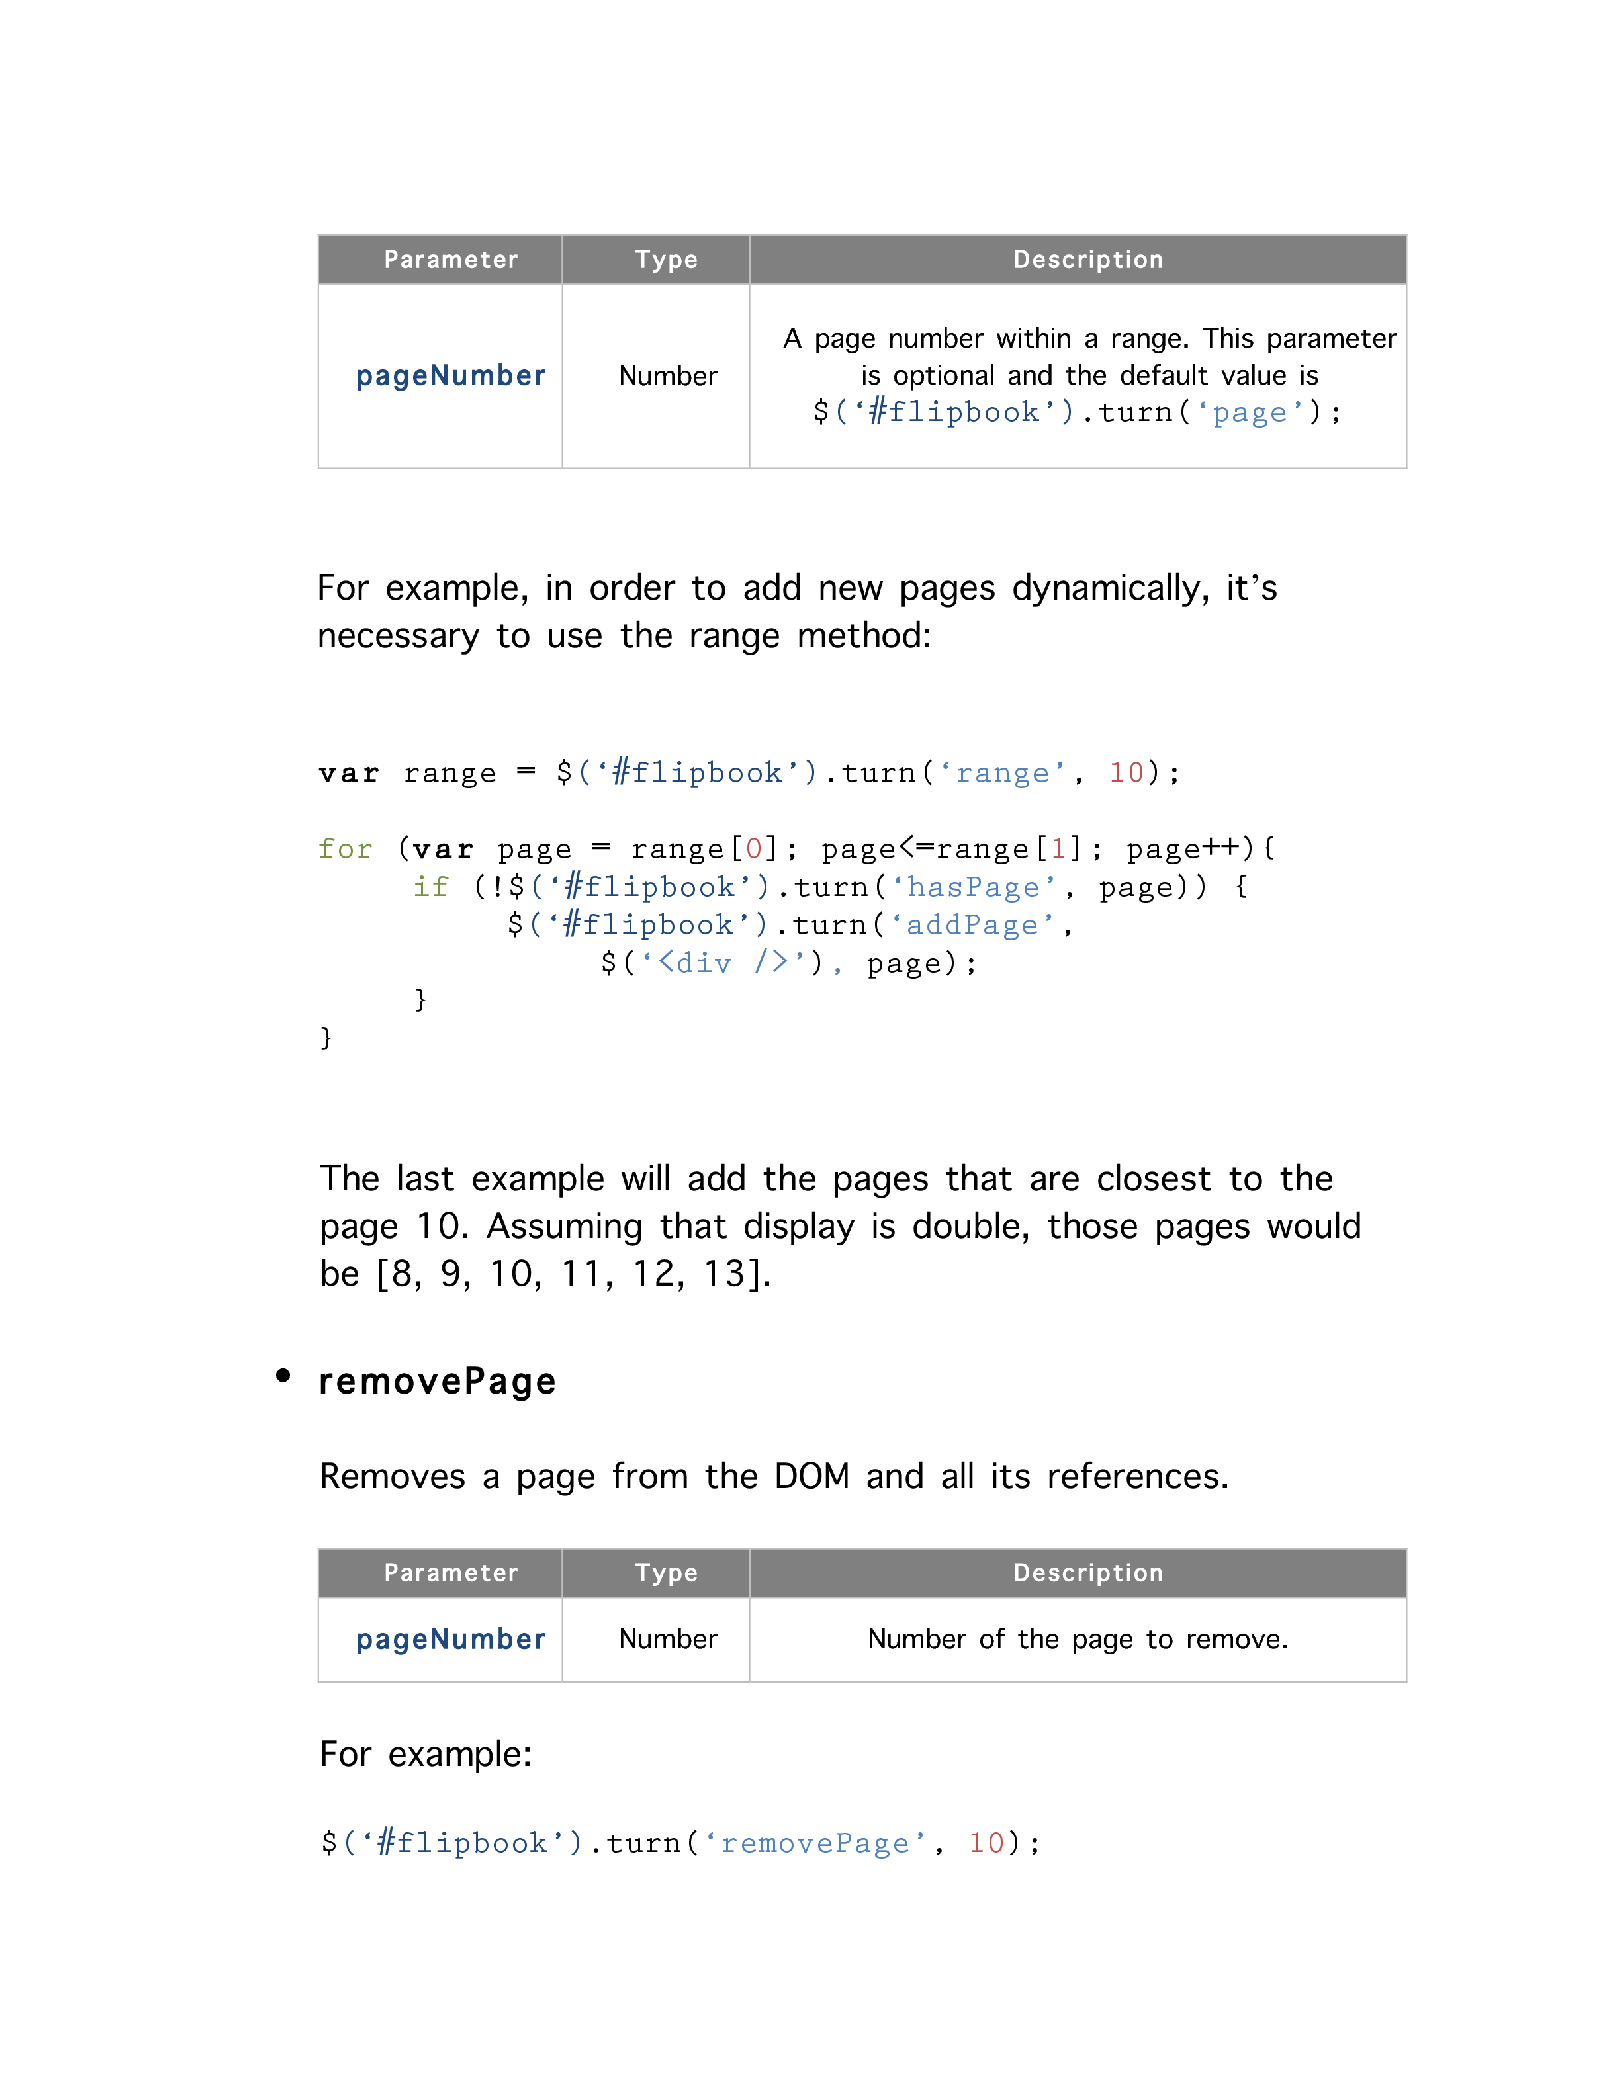 Parameter Type Description
A page number within a range. This parameter
pageNumber Number is optional and the default value is
$(‘#flipbook’).turn(‘page’);
For example, in order to add new pages dynamically, it’s
necessary to use the range method:
var range = $(‘#flipbook’).turn(‘range’, 10);
for (var page = range[0]; page<=range[1]; page++){
if (!$(‘#flipbook’).turn(‘hasPage’, page)) {
$(‘#flipbook’).turn(‘addPage’,
$(‘<div />’), page);
}
}
The last example will add the pages that are closest to the
page 10. Assuming that display is double, those pages would
be [8, 9, 10, 11, 12, 13].
• removePage
Removes a page from the DOM and all its references.
Parameter Type Description
pageNumber Number Number of the page to remove.
For example:
$(‘#flipbook’).turn(‘removePage’, 10);